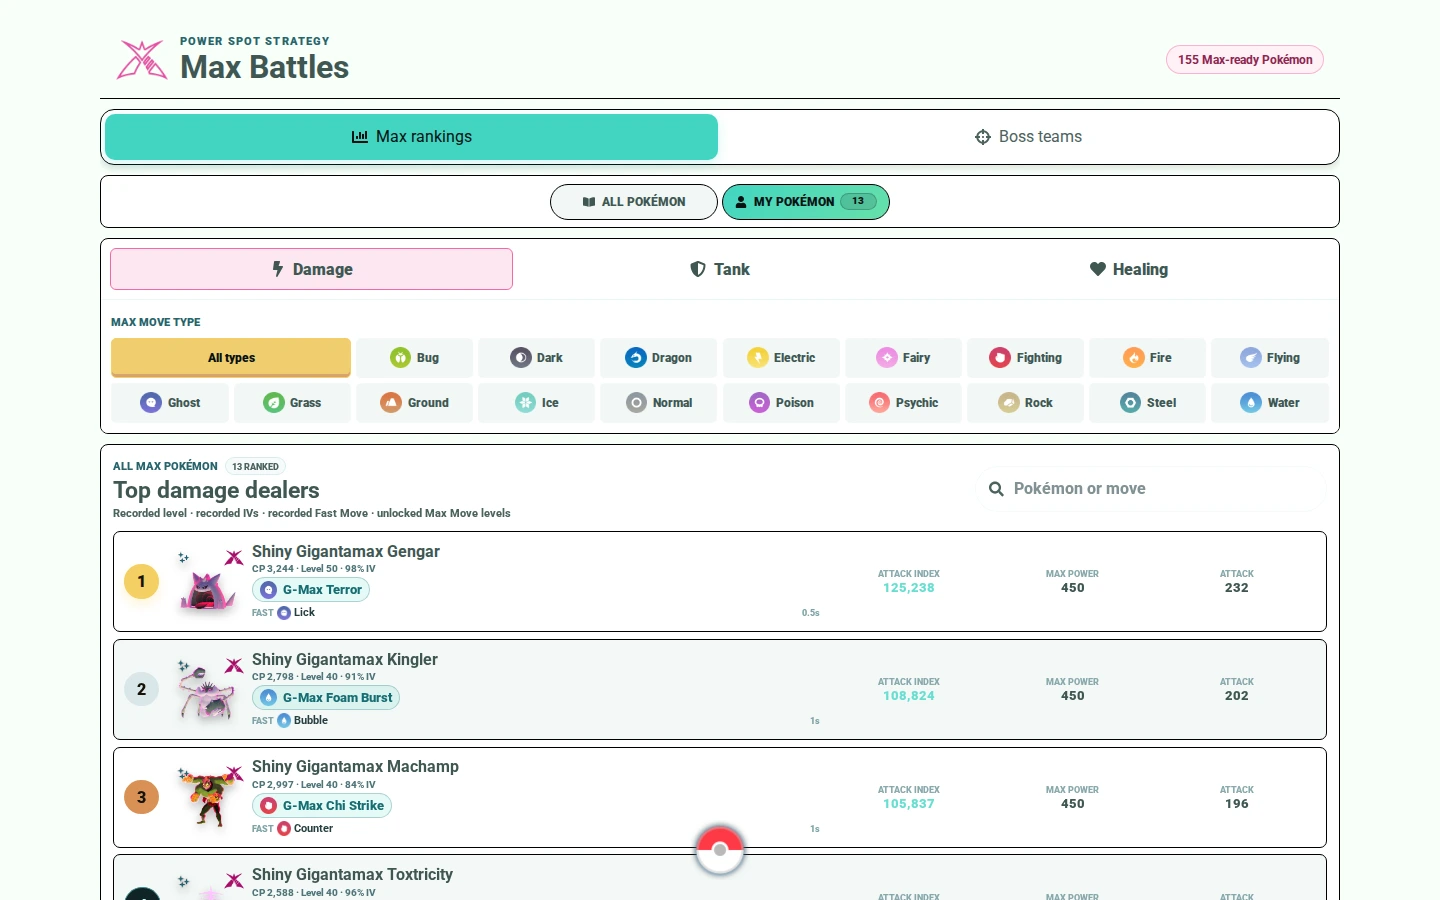 POWER SPOT STRATEGY
Max Battles
155 Max-ready Pokémon
Max rankings
Boss teams
ALL POKÉMON
MY POKÉMON 13
Damage
Tank
Healing
MAX MOVE TYPE
All types
Bug
Dark
Dragon
Electric
Fairy
Fighting
Fire
Flying
Ghost
Grass
Ground
Ice
Normal
Poison
Psychic
Rock
Steel
Water
ALL MAX POKÉMON 13 RANKED
Top damage dealers
Recorded level · recorded IVs · recorded Fast Move · unlocked Max Move levels
Pokémon or move
1
Shiny Gigantamax Gengar
CP 3,244 · Level 50 · 98% IV
G-Max Terror
FAST Lick 0.5s
ATTACK INDEX
125,238
MAX POWER
450
ATTACK
232
2
Shiny Gigantamax Kingler
CP 2,798 · Level 40 · 91% IV
G-Max Foam Burst
FAST Bubble 1s
ATTACK INDEX
108,824
MAX POWER
450
ATTACK
202
3
Shiny Gigantamax Machamp
CP 2,997 · Level 40 · 84% IV
G-Max Chi Strike
FAST Counter 1s
ATTACK INDEX
105,837
MAX POWER
450
ATTACK
196
Shiny Gigantamax Toxtricity
CP 2,588 · Level 40 · 96% IV
ATTACK INDEX
MAX POWER
ATTACK